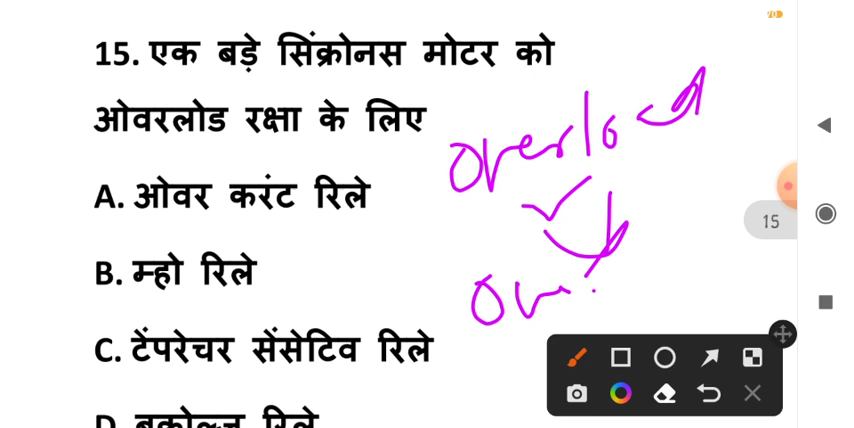 15. एक बड़े सिंक्रोनस मोटर को
ओवरलोड रक्षा के लिए
overload
A. ओवर करंट रिले
B. म्हो रिले
C. टेंपरेचर सेंसेटिव रिले
D. बुकोल्ज रिले
15